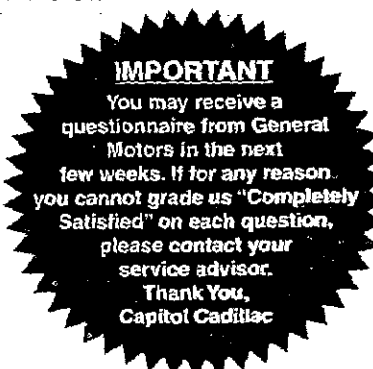 IMPORTANT
You may receive a
questionnaire from General
Motors in the next
few weeks. If for any reason
you cannot grade us "Completely
Satisfied" on each question,
please contact your
service advisor.
Thank You,
Capitol Cadillac